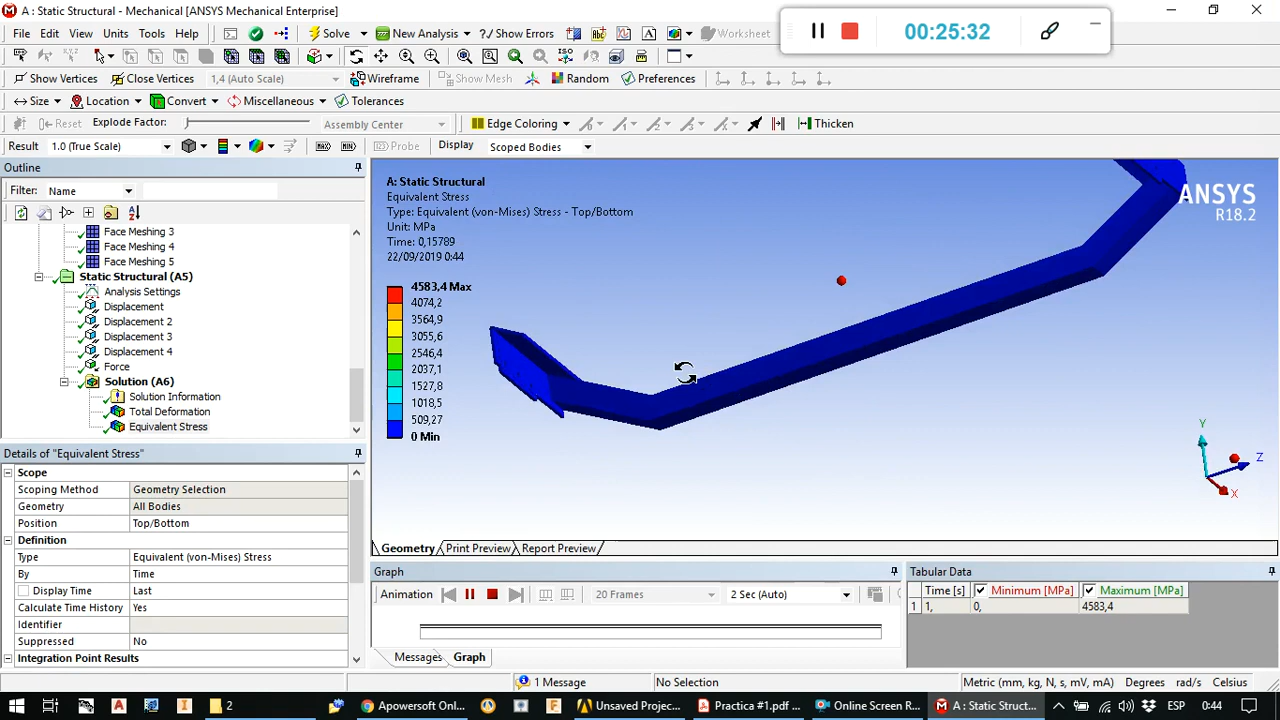 A : Static Structural - Mechanical [ANSYS Mechanical Enterprise]
File Edit View Units Tools Help Solve New Analysis ?/ Show Errors Worksheet
00:25:32
Show Vertices Close Vertices 1,4 (Auto Scale) Wireframe Show Mesh Random Preferences
Size Location Convert Miscellaneous Tolerances
Reset Explode Factor: Assembly Center Edge Coloring Thicken
Result 1.0 (True Scale) Probe Display Scoped Bodies
Outline
Filter: Name
Face Meshing 3
Face Meshing 4
Face Meshing 5
Static Structural (A5)
Analysis Settings
Displacement
Displacement 2
Displacement 3
Displacement 4
Force
Solution (A6)
Solution Information
Total Deformation
Equivalent Stress
Details of "Equivalent Stress"
Scope
Scoping Method Geometry Selection
Geometry All Bodies
Position Top/Bottom
Definition
Type Equivalent (von-Mises) Stress
By Time
Display Time Last
Calculate Time History Yes
Identifier
Suppressed No
Integration Point Results
A: Static Structural
Equivalent Stress
Type: Equivalent (von-Mises) Stress - Top/Bottom
Unit: MPa
Time: 0,15789
22/09/2019 0:44
4583,4 Max
4074,2
3564,9
3055,6
2546,4
2037,1
1527,8
1018,5
509,27
0 Min
ANSYS
R18.2
Y
Z
X
Geometry Print Preview Report Preview
Graph
Animation 20 Frames 2 Sec (Auto)
Messages Graph
Tabular Data
Time [s] Minimum [MPa] Maximum [MPa]
1 1, 0, 4583,4
1 Message No Selection Metric (mm, kg, N, s, mV, mA) Degrees rad/s Celsius
2 Apowersoft Onl... Unsaved Projec... Practica #1.pdf ... Online Screen R... A : Static Structu... ESP 0:44